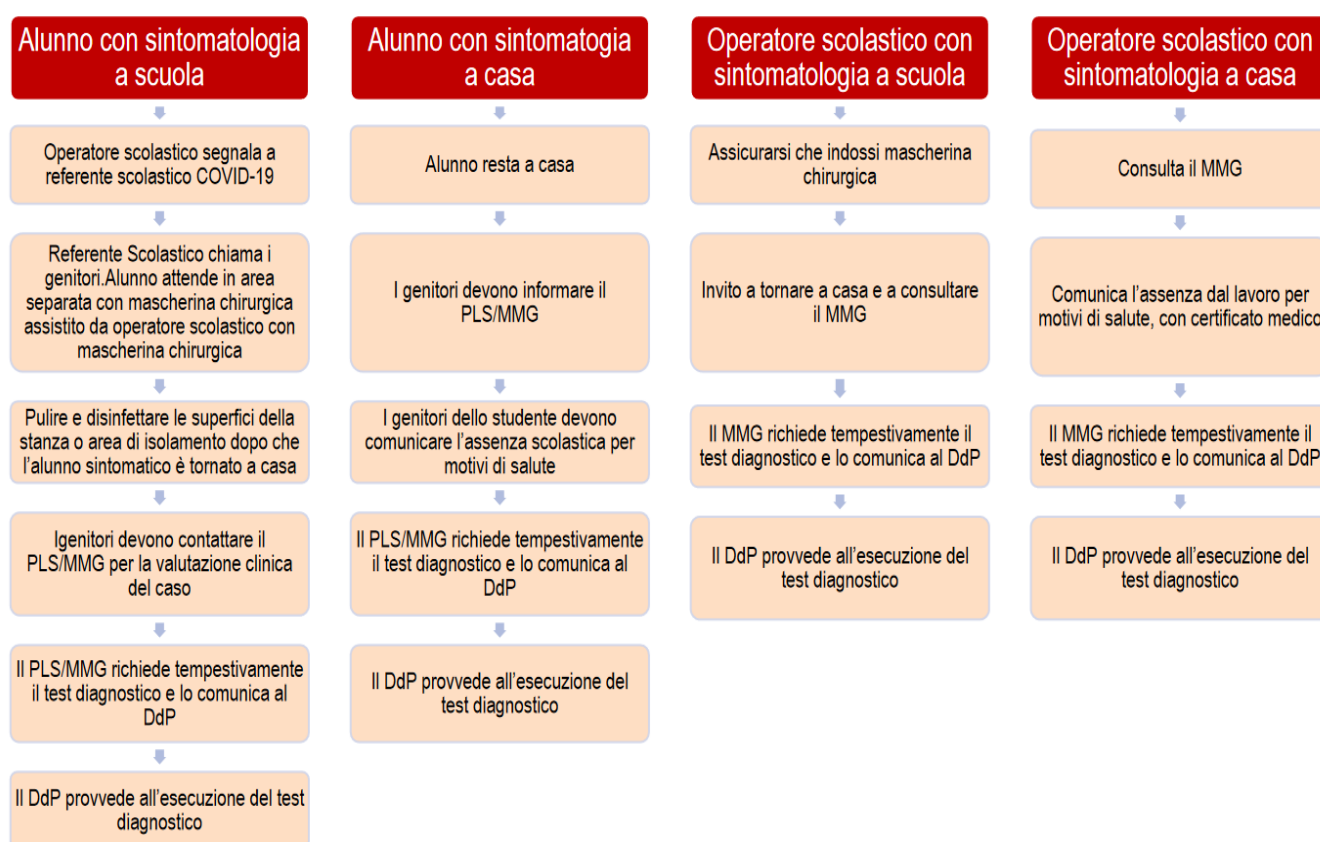 Alunno con sintomatologia
a scuola
Operatore scolastico segnala a
referente scolastico COVID-19
Referente Scolastico chiama i
genitori.Alunno attende in area
separata con mascherina chirurgica
assistito da operatore scolastico con
mascherina chirurgica
Pulire e disinfettare le superfici della
stanza o area di isolamento dopo che
l'alunno sintomatico è tornato a casa
Igenitori devono contattare il
PLS/MMG per la valutazione clinica
del caso
Il PLS/MMG richiede tempestivamente
il test diagnostico e lo comunica al
DdP
Il DdP provvede all'esecuzione del test
diagnostico
Alunno con sintomatogia
a casa
Alunno resta a casa
I genitori devono informare il
PLS/MMG
I genitori dello studente devono
comunicare l'assenza scolastica per
motivi di salute
Il PLS/MMG richiede tempestivamente
il test diagnostico e lo comunica al
DdP
Il DdP provvede all'esecuzione del
test diagnostico
Operatore scolastico con
sintomatologia a scuola
Assicurarsi che indossi mascherina
chirurgica
Invito a tornare a casa e a consultare
il MMG
Il MMG richiede tempestivamente il
test diagnostico e lo comunica al DdP
Il DdP provvede all'esecuzione del
test diagnostico
Operatore scolastico con
sintomatologia a casa
Consulta il MMG
Comunica l'assenza dal lavoro per
motivi di salute, con certificato medico
Il MMG richiede tempestivamente il
test diagnostico e lo comunica al DdP
Il DdP provvede all'esecuzione del
test diagnostico